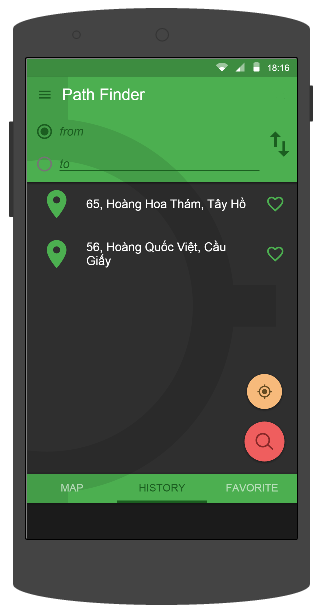 18:16
Path Finder
from
to
65, Hoàng Hoa Thám, Tây Hồ
56, Hoàng Quốc Việt, Cầu
Giấy
MAP HISTORY FAVORITE